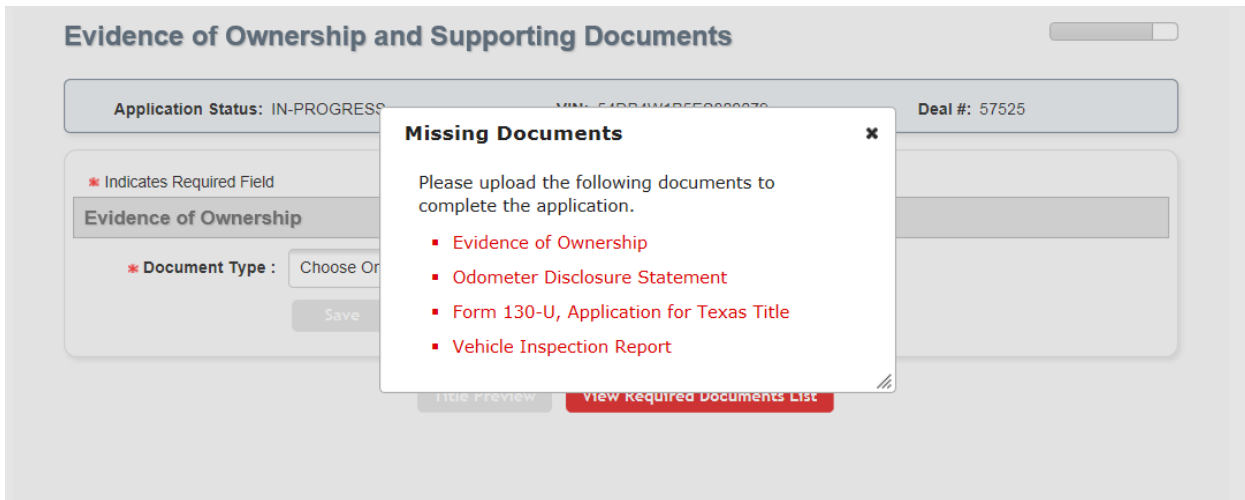 Evidence of Ownership and Supporting Documents
Application Status: IN-PROGRESS
Deal #: 57525
Missing Documents
Please upload the following documents to
complete the application.
Evidence of Ownership
Odometer Disclosure Statement
Form 130-U, Application for Texas Title
Vehicle Inspection Report
* Indicates Required Field
Evidence of Ownership
* Document Type : Choose Or
Save
Title Preview View Required Documents List